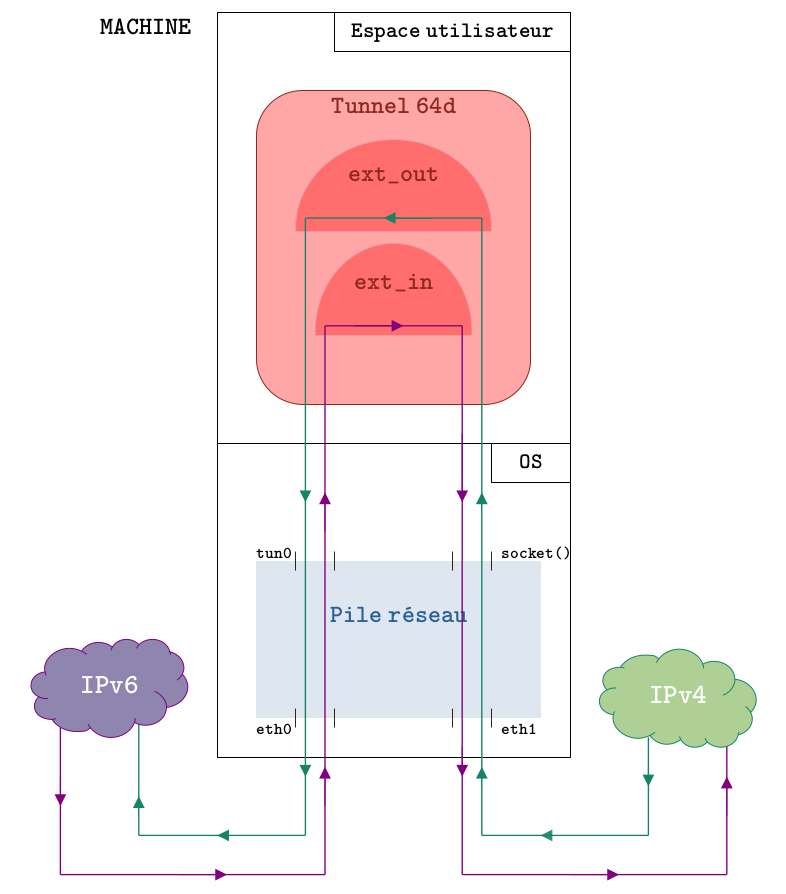 MACHINE
Espace utilisateur
Tunnel 64d
ext_out
ext_in
OS
tun0
socket()
Pile réseau
IPv6
IPv4
eth0
eth1